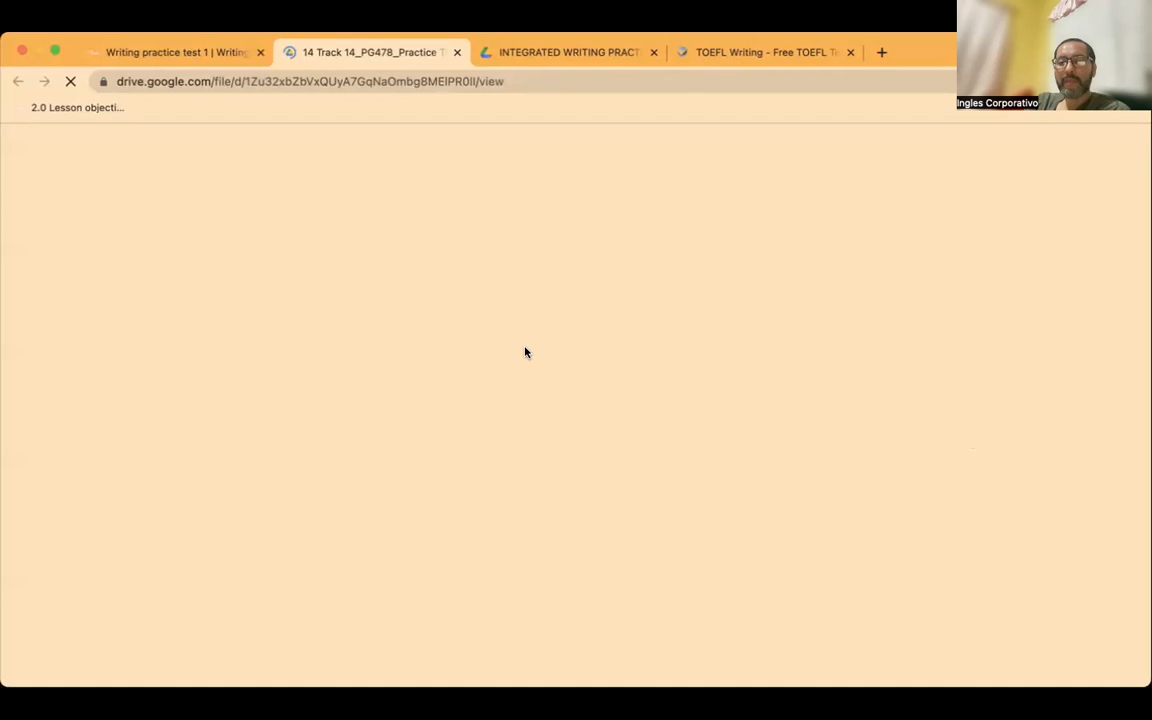 Writing practice test 1 | Writing
14 Track 14_PG478_Practice T
INTEGRATED WRITING PRACT
TOEFL Writing - Free TOEFL T
drive.google.com/file/d/1Zu32xbZbVxQUyA7GqNaOmbg8MEIPR0lI/view
2.0 Lesson objecti...
Ingles Corporativo